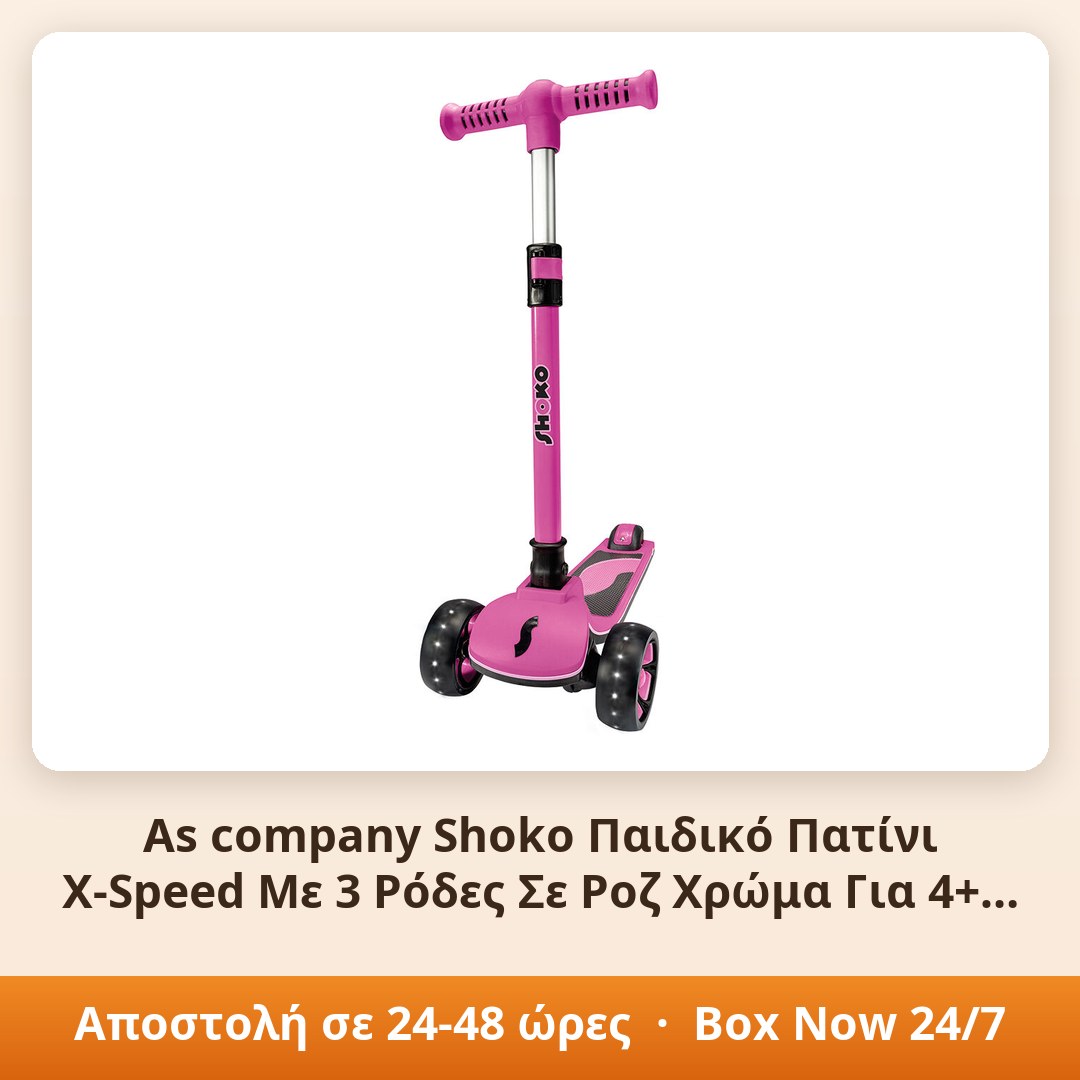 SHOKO
As company Shoko Παιδικό Πατίνι
X-Speed Με 3 Ρόδες Σε Ροζ Χρώμα Για 4+...
Αποστολή σε 24-48 ώρες · Box Now 24/7